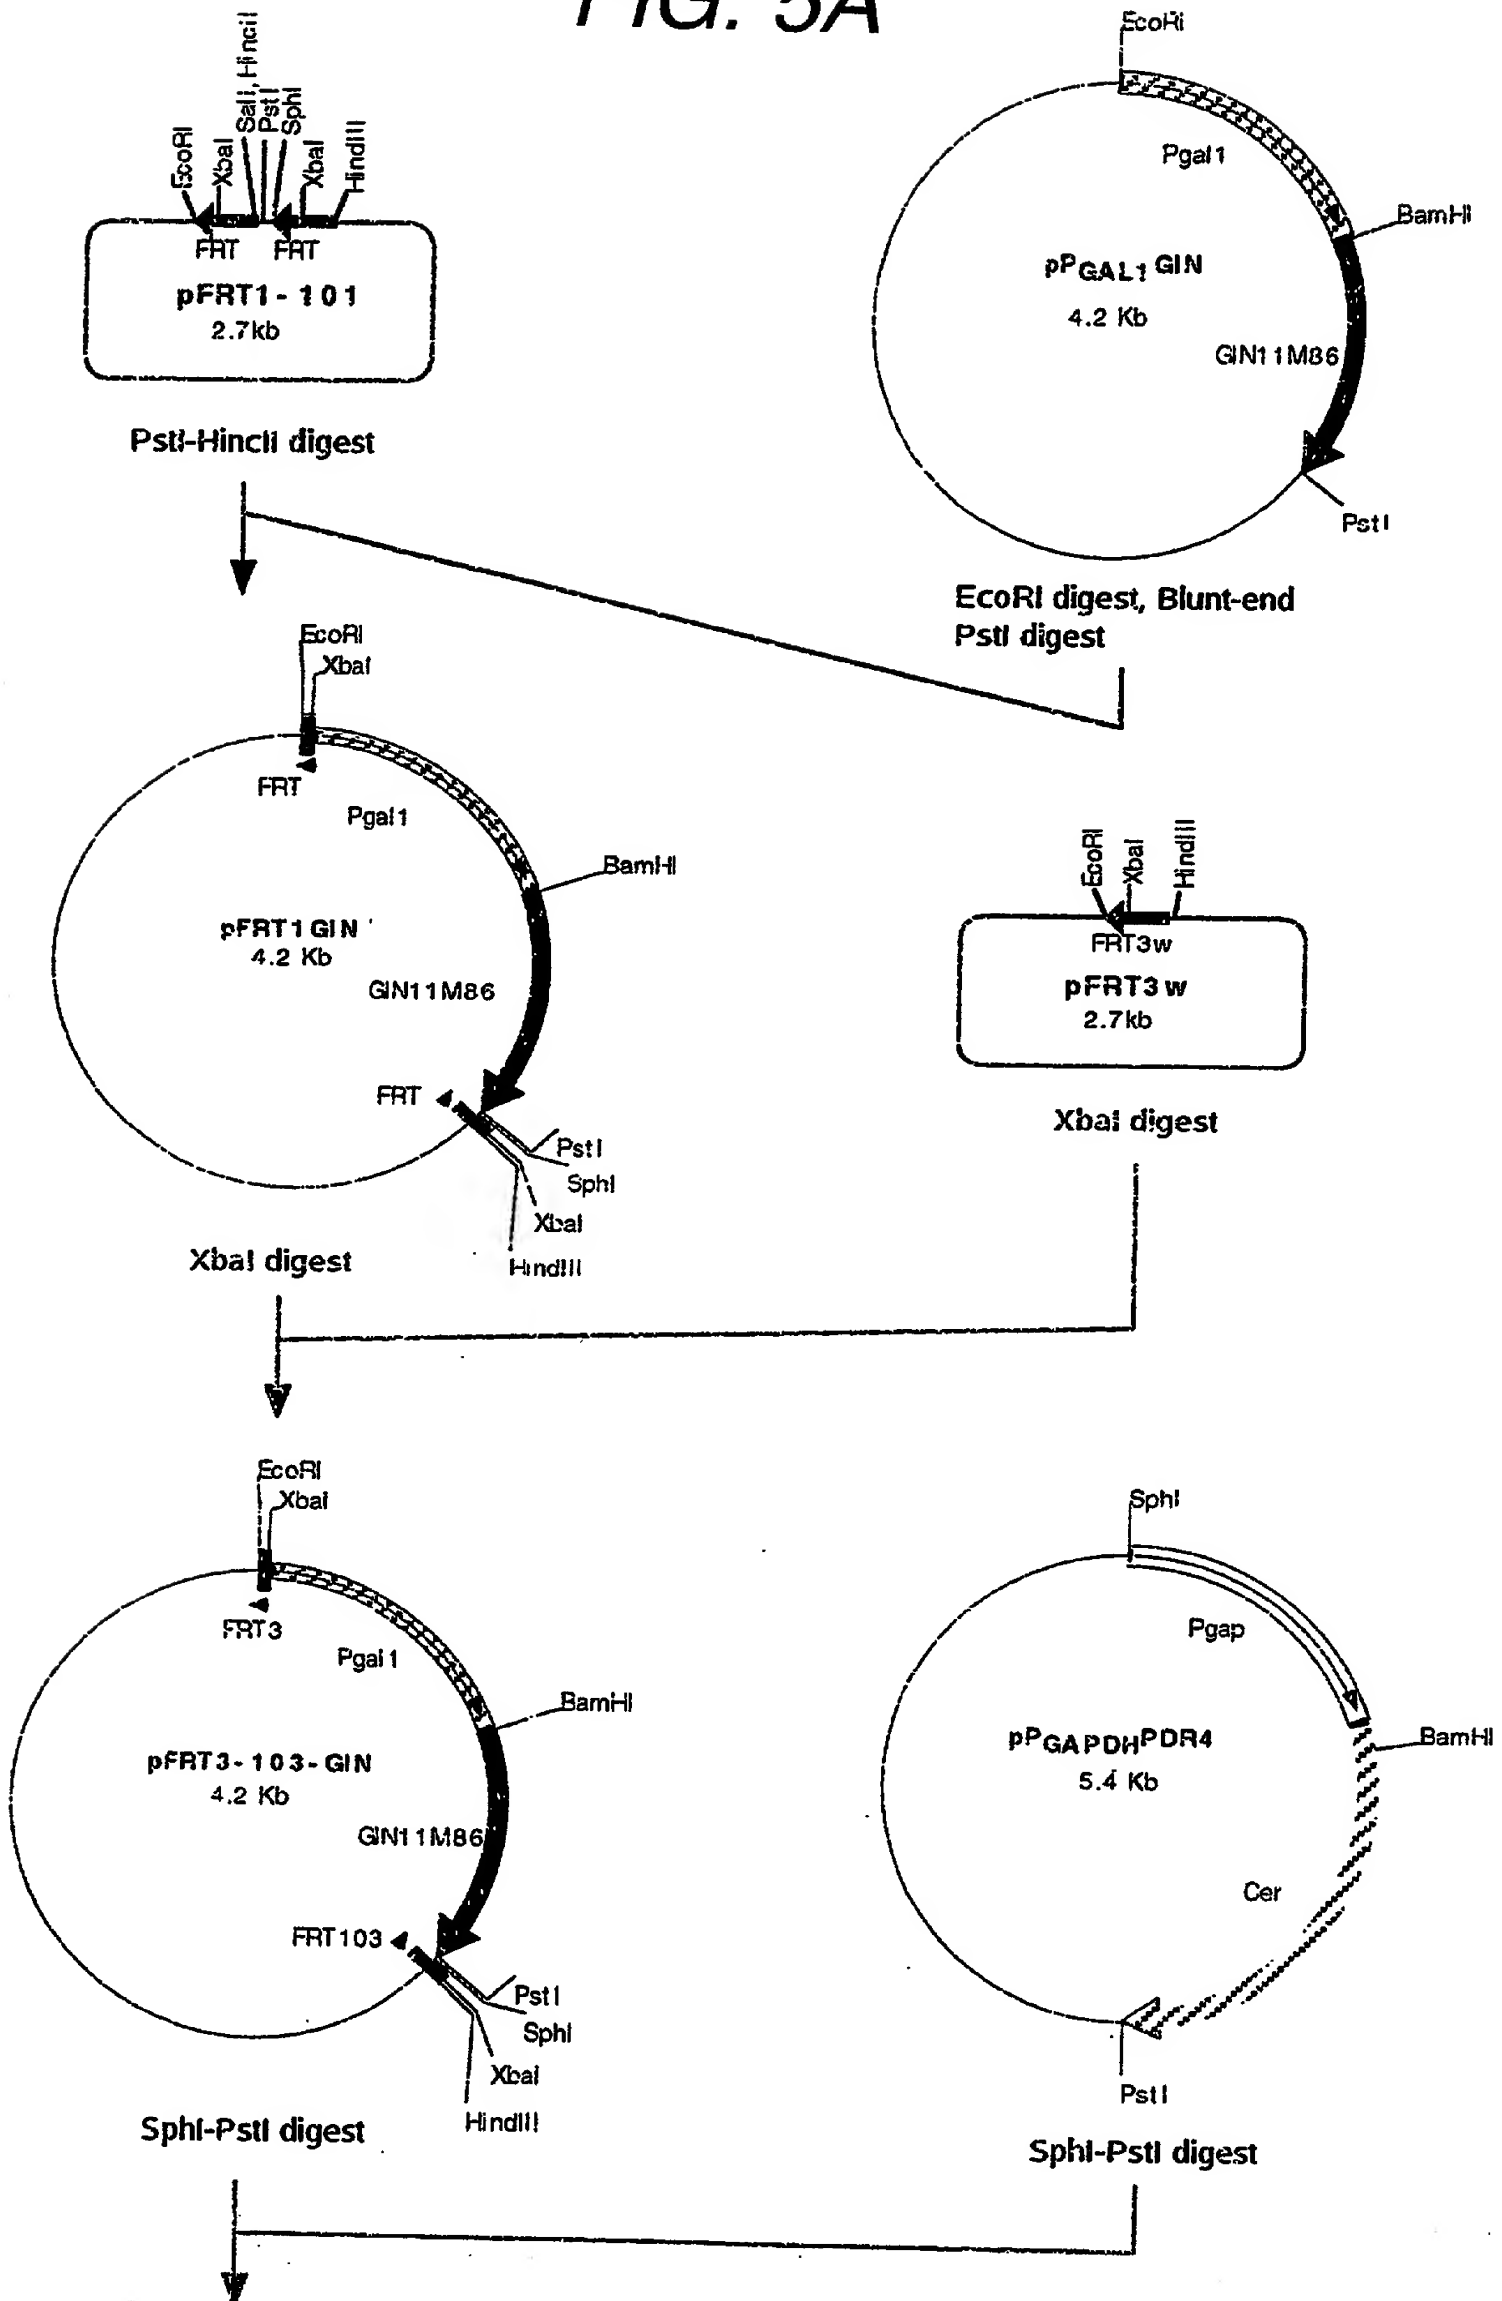 FIG. 5A
EcoRI
XbaI
SalI, HincII
PstI
SphI
XbaI
HindIII
FRT
FRT
pFRT1-101
2.7kb
PstI-HincII digest
EcoRI
Pgal1
BamHI
pPGAL1GIN
4.2 Kb
GIN11M86
PstI
EcoRI digest, Blunt-end
PstI digest
EcoRI
XbaI
FRT
Pgal1
BamHI
pFRT1GIN
4.2 Kb
GIN11M86
FRT
PstI
SphI
XbaI
HindIII
XbaI digest
EcoRI
XbaI
HindIII
FRT3w
pFRT3w
2.7kb
XbaI digest
EcoRI
XbaI
FRT3
Pgal1
BamHI
pFRT3-103-GIN
4.2 Kb
GIN11M86
FRT103
PstI
SphI
XbaI
HindIII
SphI-PstI digest
SphI
Pgap
BamHI
pPGAPDHPDR4
5.4 Kb
Cer
PstI
SphI-PstI digest